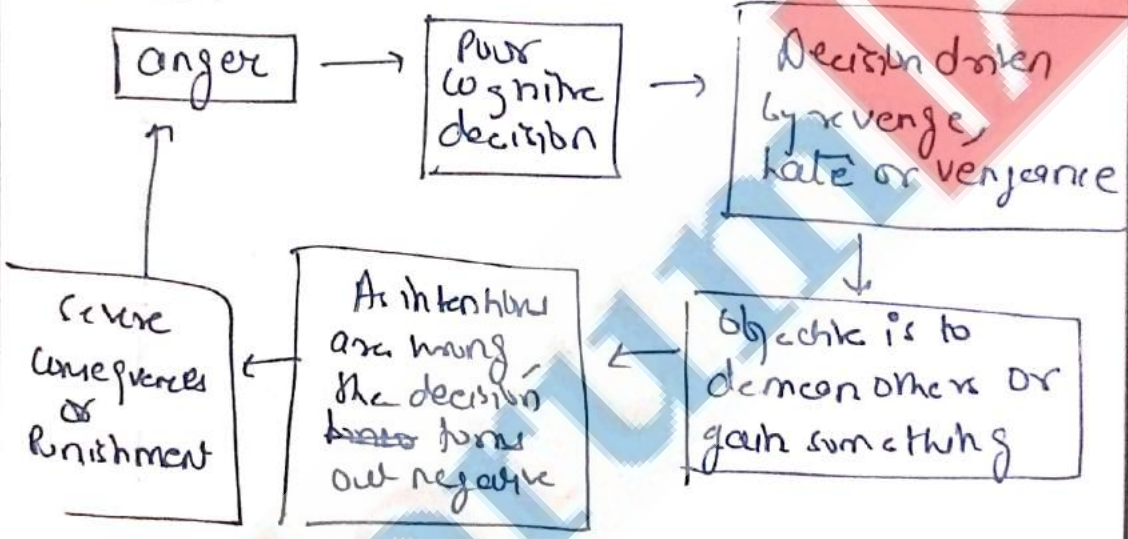 anger
Poor
Cognitive
decision
Decision driven
by revenge,
hate or vengeance
Objective is to
demean others or
gain something
As intentions
are wrong
the decision
turns
out negative
Severe
Consequences
or
Punishment